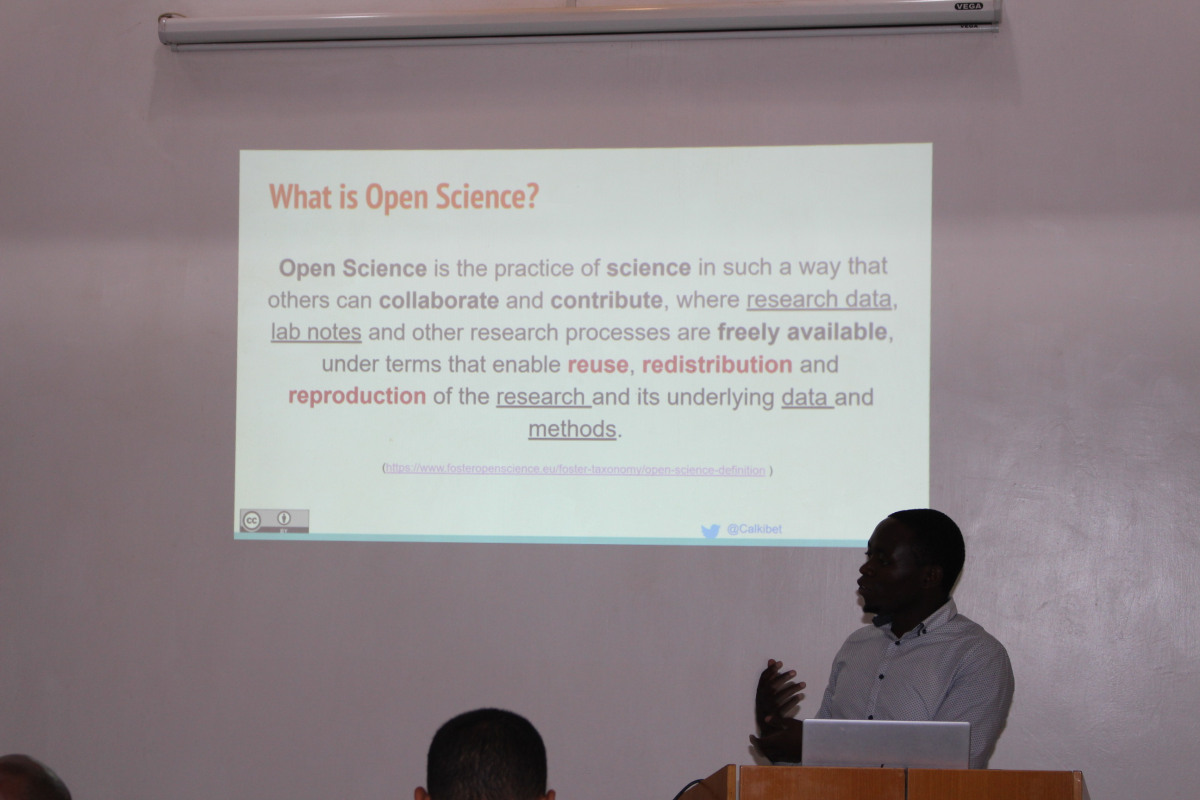 VEGA
What is Open Science?
Open Science is the practice of science in such a way that
others can collaborate and contribute, where research data,
lab notes and other research processes are freely available,
under terms that enable reuse, redistribution and
reproduction of the research and its underlying data and
methods.
(https://www.fosteropenscience.eu/foster-taxonomy/open-science-definition )
cc
BY
@Calkibet